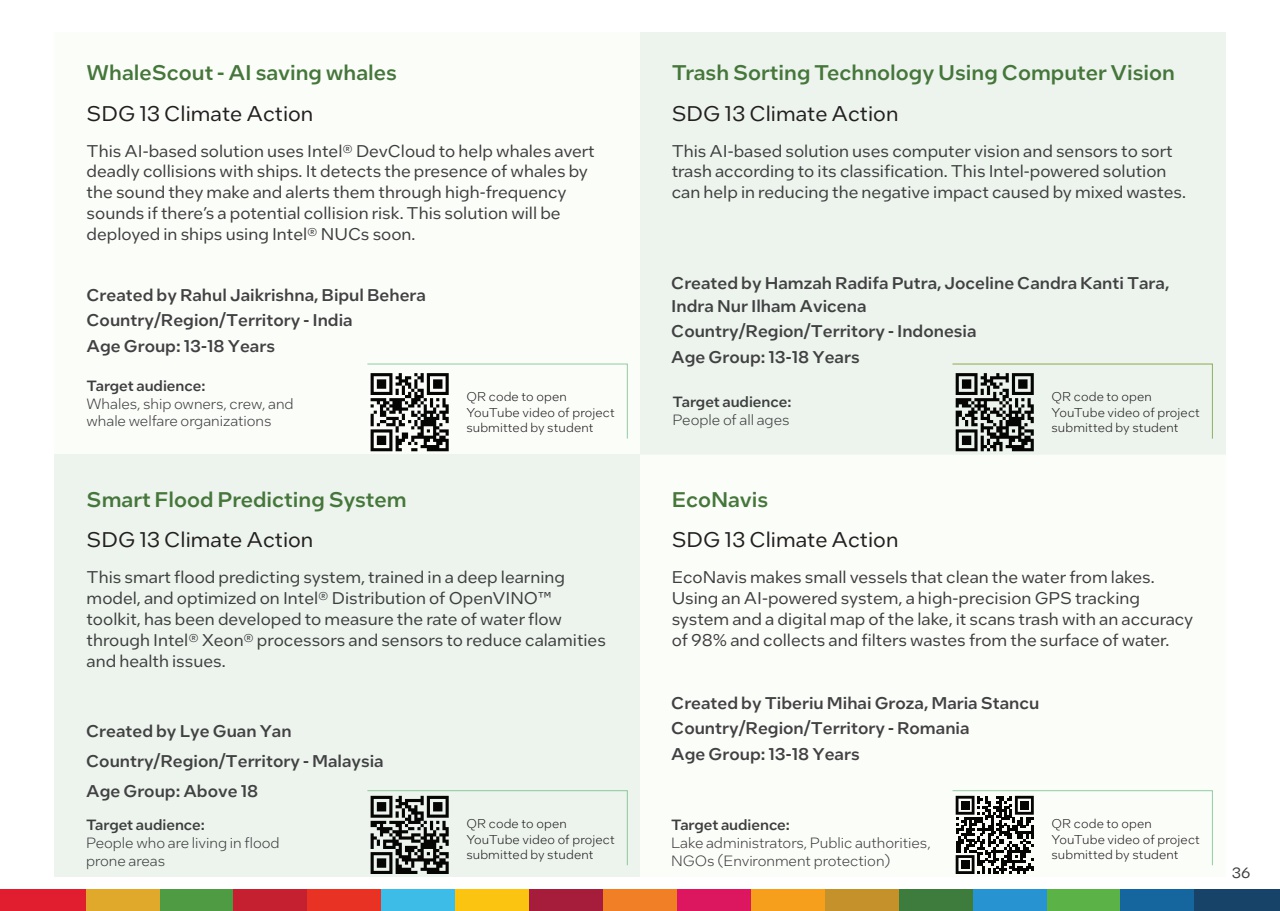 WhaleScout - AI saving whales
SDG 13 Climate Action
This AI-based solution uses Intel® DevCloud to help whales avert
deadly collisions with ships. It detects the presence of whales by
the sound they make and alerts them through high-frequency
sounds if there's a potential collision risk. This solution will be
deployed in ships using Intel® NUCs soon.
Created by Rahul Jaikrishna, Bipul Behera
Country/Region/Territory - India
Age Group: 13-18 Years
Target audience:
Whales, ship owners, crew, and
whale welfare organizations
QR code to open
YouTube video of project
submitted by student
Trash Sorting Technology Using Computer Vision
SDG 13 Climate Action
This AI-based solution uses computer vision and sensors to sort
trash according to its classification. This Intel-powered solution
can help in reducing the negative impact caused by mixed wastes.
Created by Hamzah Radifa Putra, Joceline Candra Kanti Tara,
Indra Nur Ilham Avicena
Country/Region/Territory - Indonesia
Age Group: 13-18 Years
Target audience:
People of all ages
QR code to open
YouTube video of project
submitted by student
Smart Flood Predicting System
SDG 13 Climate Action
This smart flood predicting system, trained in a deep learning
model, and optimized on Intel® Distribution of OpenVINO™
toolkit, has been developed to measure the rate of water flow
through Intel® Xeon® processors and sensors to reduce calamities
and health issues.
Created by Lye Guan Yan
Country/Region/Territory - Malaysia
Age Group: Above 18
Target audience:
People who are living in flood
prone areas
QR code to open
YouTube video of project
submitted by student
EcoNavis
SDG 13 Climate Action
EcoNavis makes small vessels that clean the water from lakes.
Using an AI-powered system, a high-precision GPS tracking
system and a digital map of the lake, it scans trash with an accuracy
of 98% and collects and filters wastes from the surface of water.
Created by Tiberiu Mihai Groza, Maria Stancu
Country/Region/Territory - Romania
Age Group: 13-18 Years
Target audience:
Lake administrators, Public authorities,
NGOs (Environment protection)
QR code to open
YouTube video of project
submitted by student
36